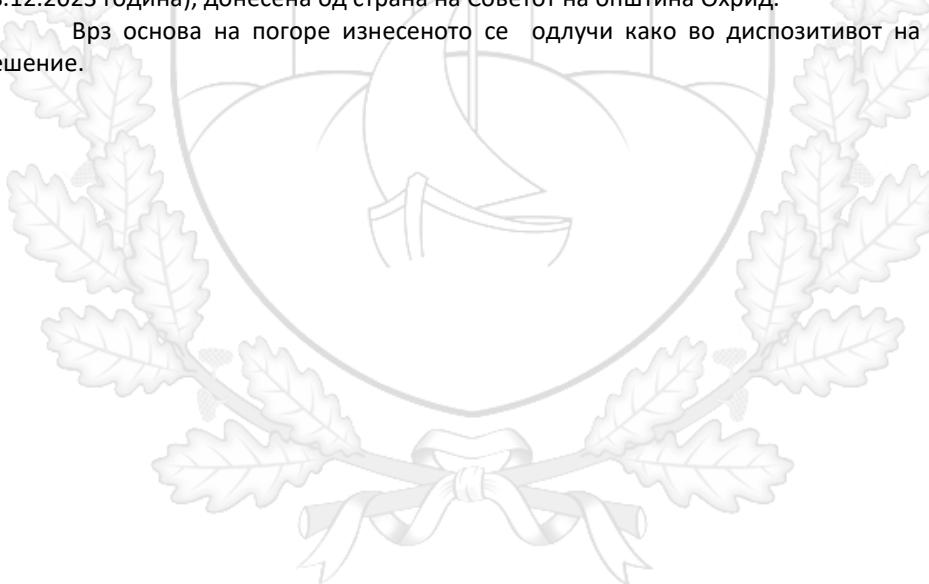 .12.2023 година), донесена од страна на Советот на општина Охрид.
Врз основа на погоре изнесеното се одлучи како во диспозитивот на
ешение.